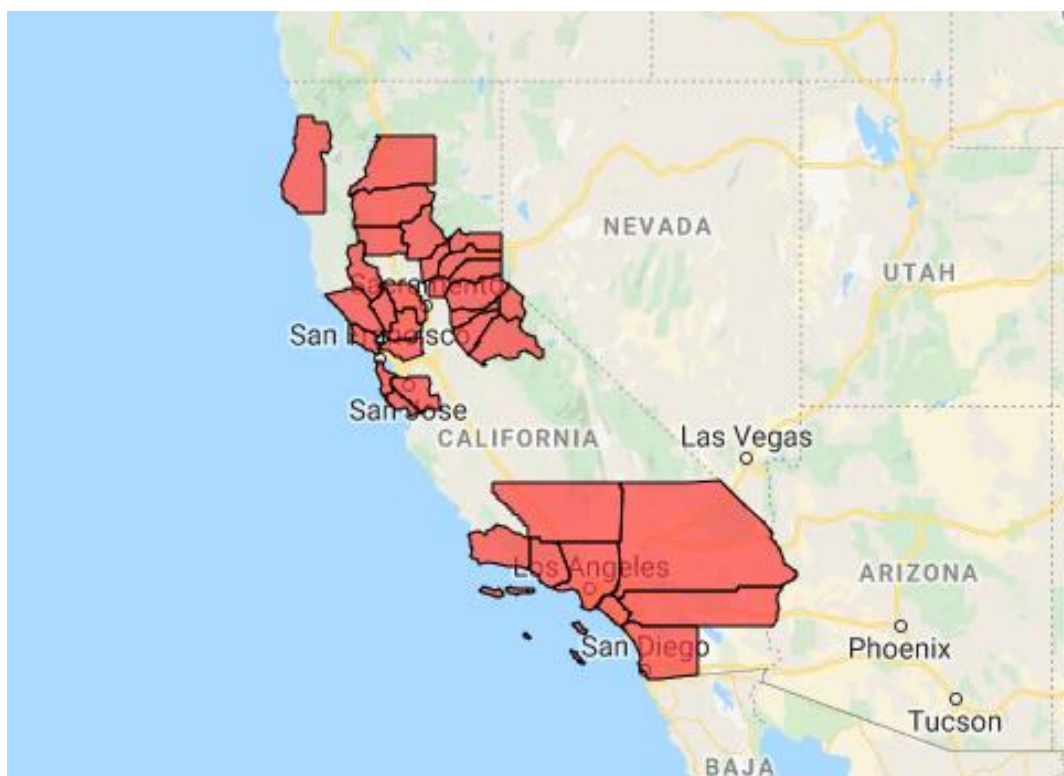 NEVADA
UTAH
Sacramento
San Francisco
San Jose
CALIFORNIA
Las Vegas
Los Angeles
ARIZONA
San Diego
Phoenix
Tucson
BAJA